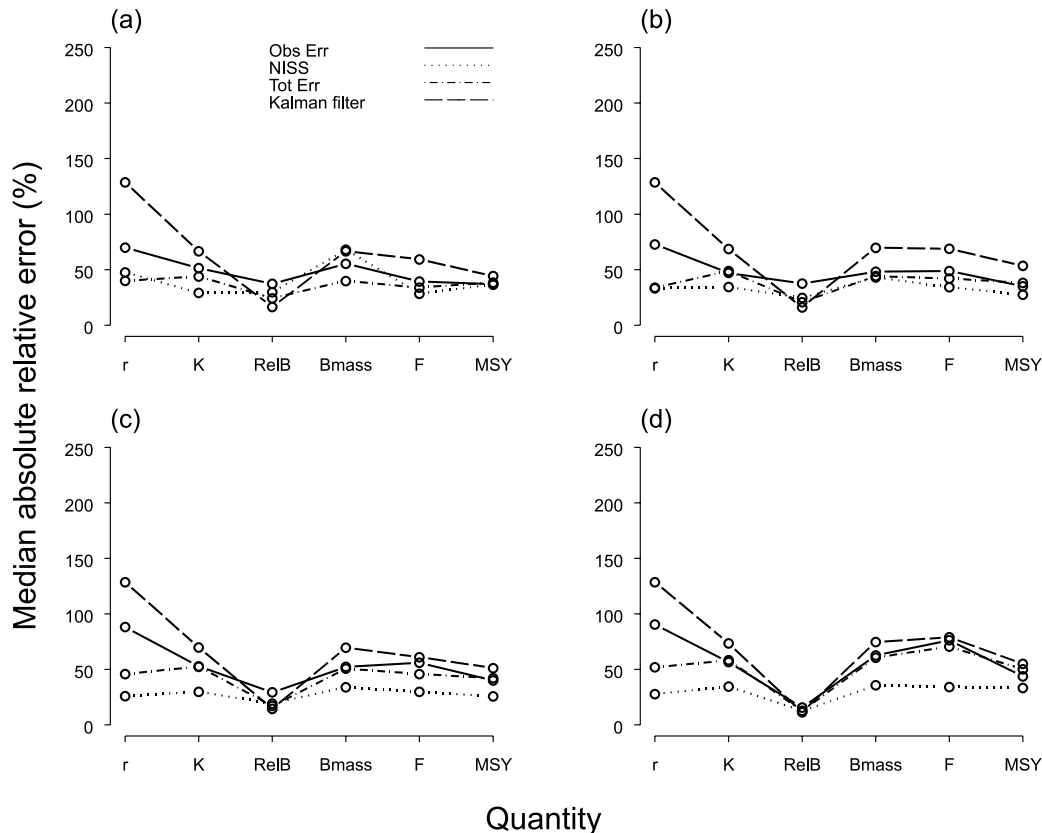 (a)
(b)
Obs Err
NISS
Tot Err
Kalman filter
250
200
150
100
50
0
r K RelB Bmass F MSY
250
200
150
100
50
0
r K RelB Bmass F MSY
(c)
(d)
250
200
150
100
50
0
r K RelB Bmass F MSY
250
200
150
100
50
0
r K RelB Bmass F MSY
Median absolute relative error (%)
Quantity